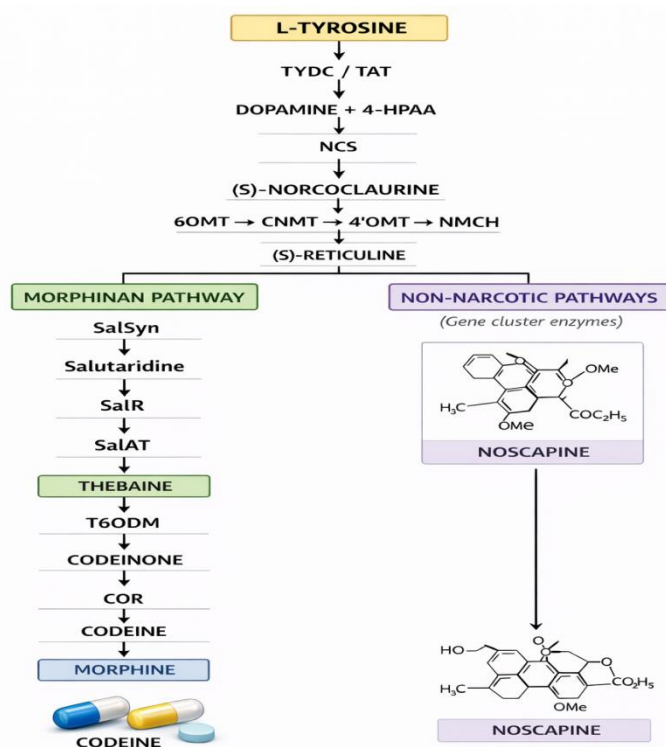 L-TYROSINE
TYDC / TAT
DOPAMINE + 4-HPAA
NCS
(S)-NORCOCLAURINE
6OMT → CNMT → 4'OMT → NMCH
(S)-RETICULINE
MORPHINAN PATHWAY
SalSyn
Salutaridine
SalR
SalAT
THEBAINE
T6ODM
CODEINONE
COR
CODEINE
MORPHINE
CODEINE
NON-NARCOTIC PATHWAYS
(Gene cluster enzymes)
O
OMe
O
H₃C
OMe
COC₂H₅
NOSCAPINE
HO
O
O
H₃C
CO₂H₅
OMe
NOSCAPINE